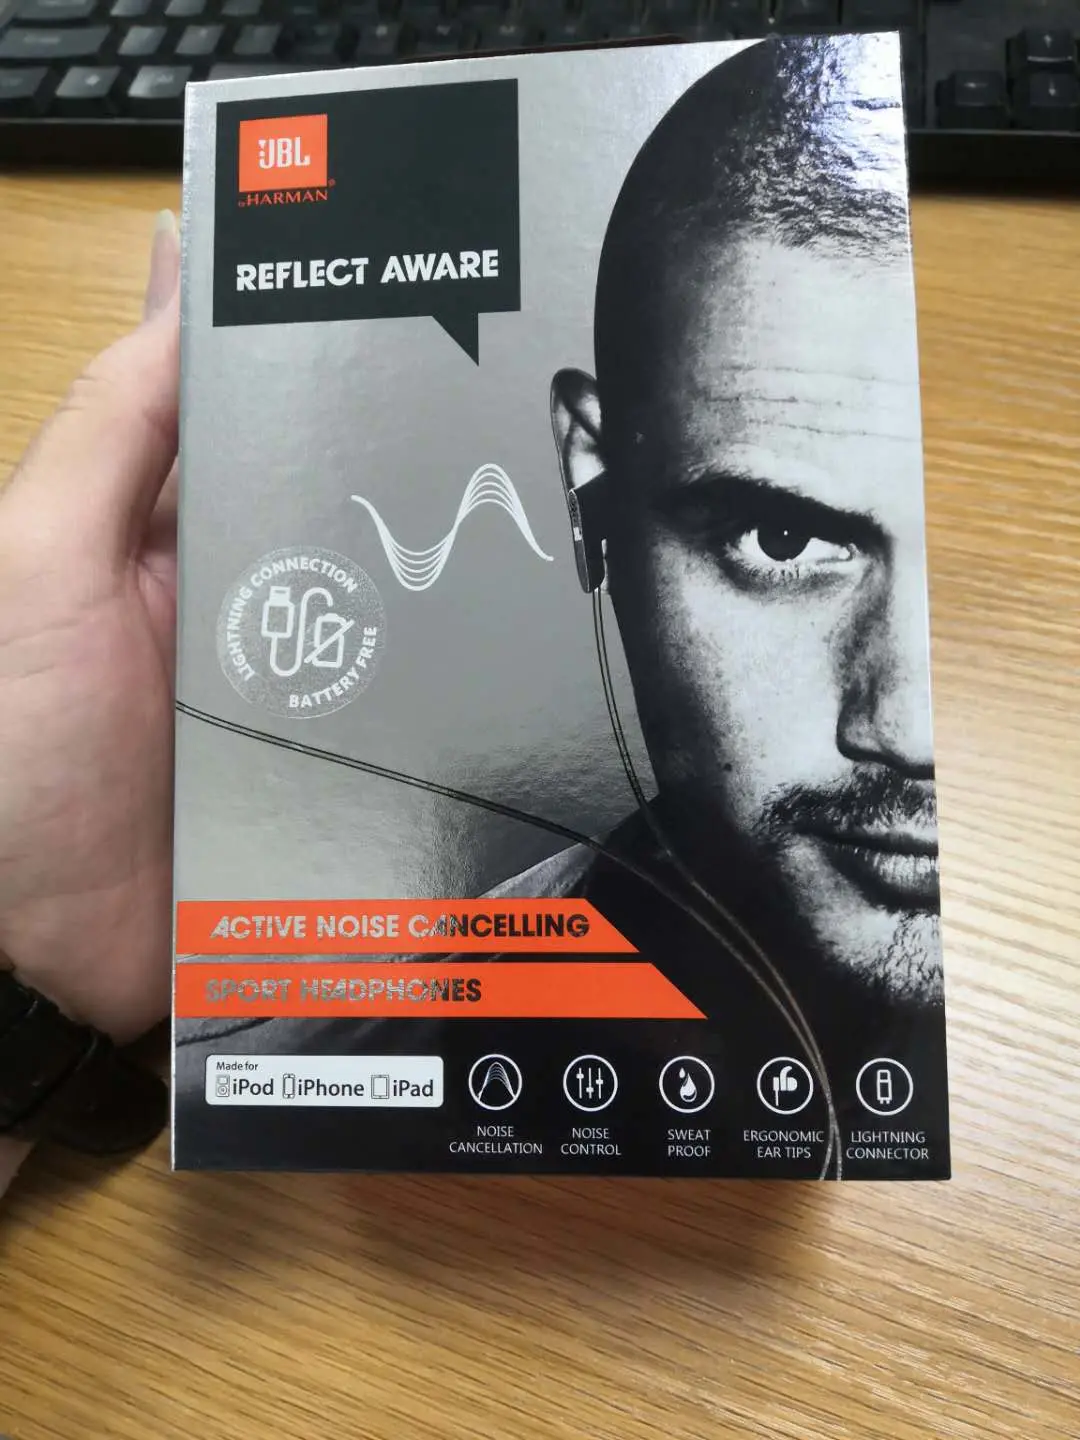 JBL
by HARMAN®
REFLECT AWARE
LIGHTNING CONNECTION
BATTERY FREE
ACTIVE NOISE CANCELLING
SPORT HEADPHONES
Made for
iPod iPhone iPad
NOISE
CANCELLATION
NOISE
CONTROL
SWEAT
PROOF
ERGONOMIC
EAR TIPS
LIGHTNING
CONNECTOR